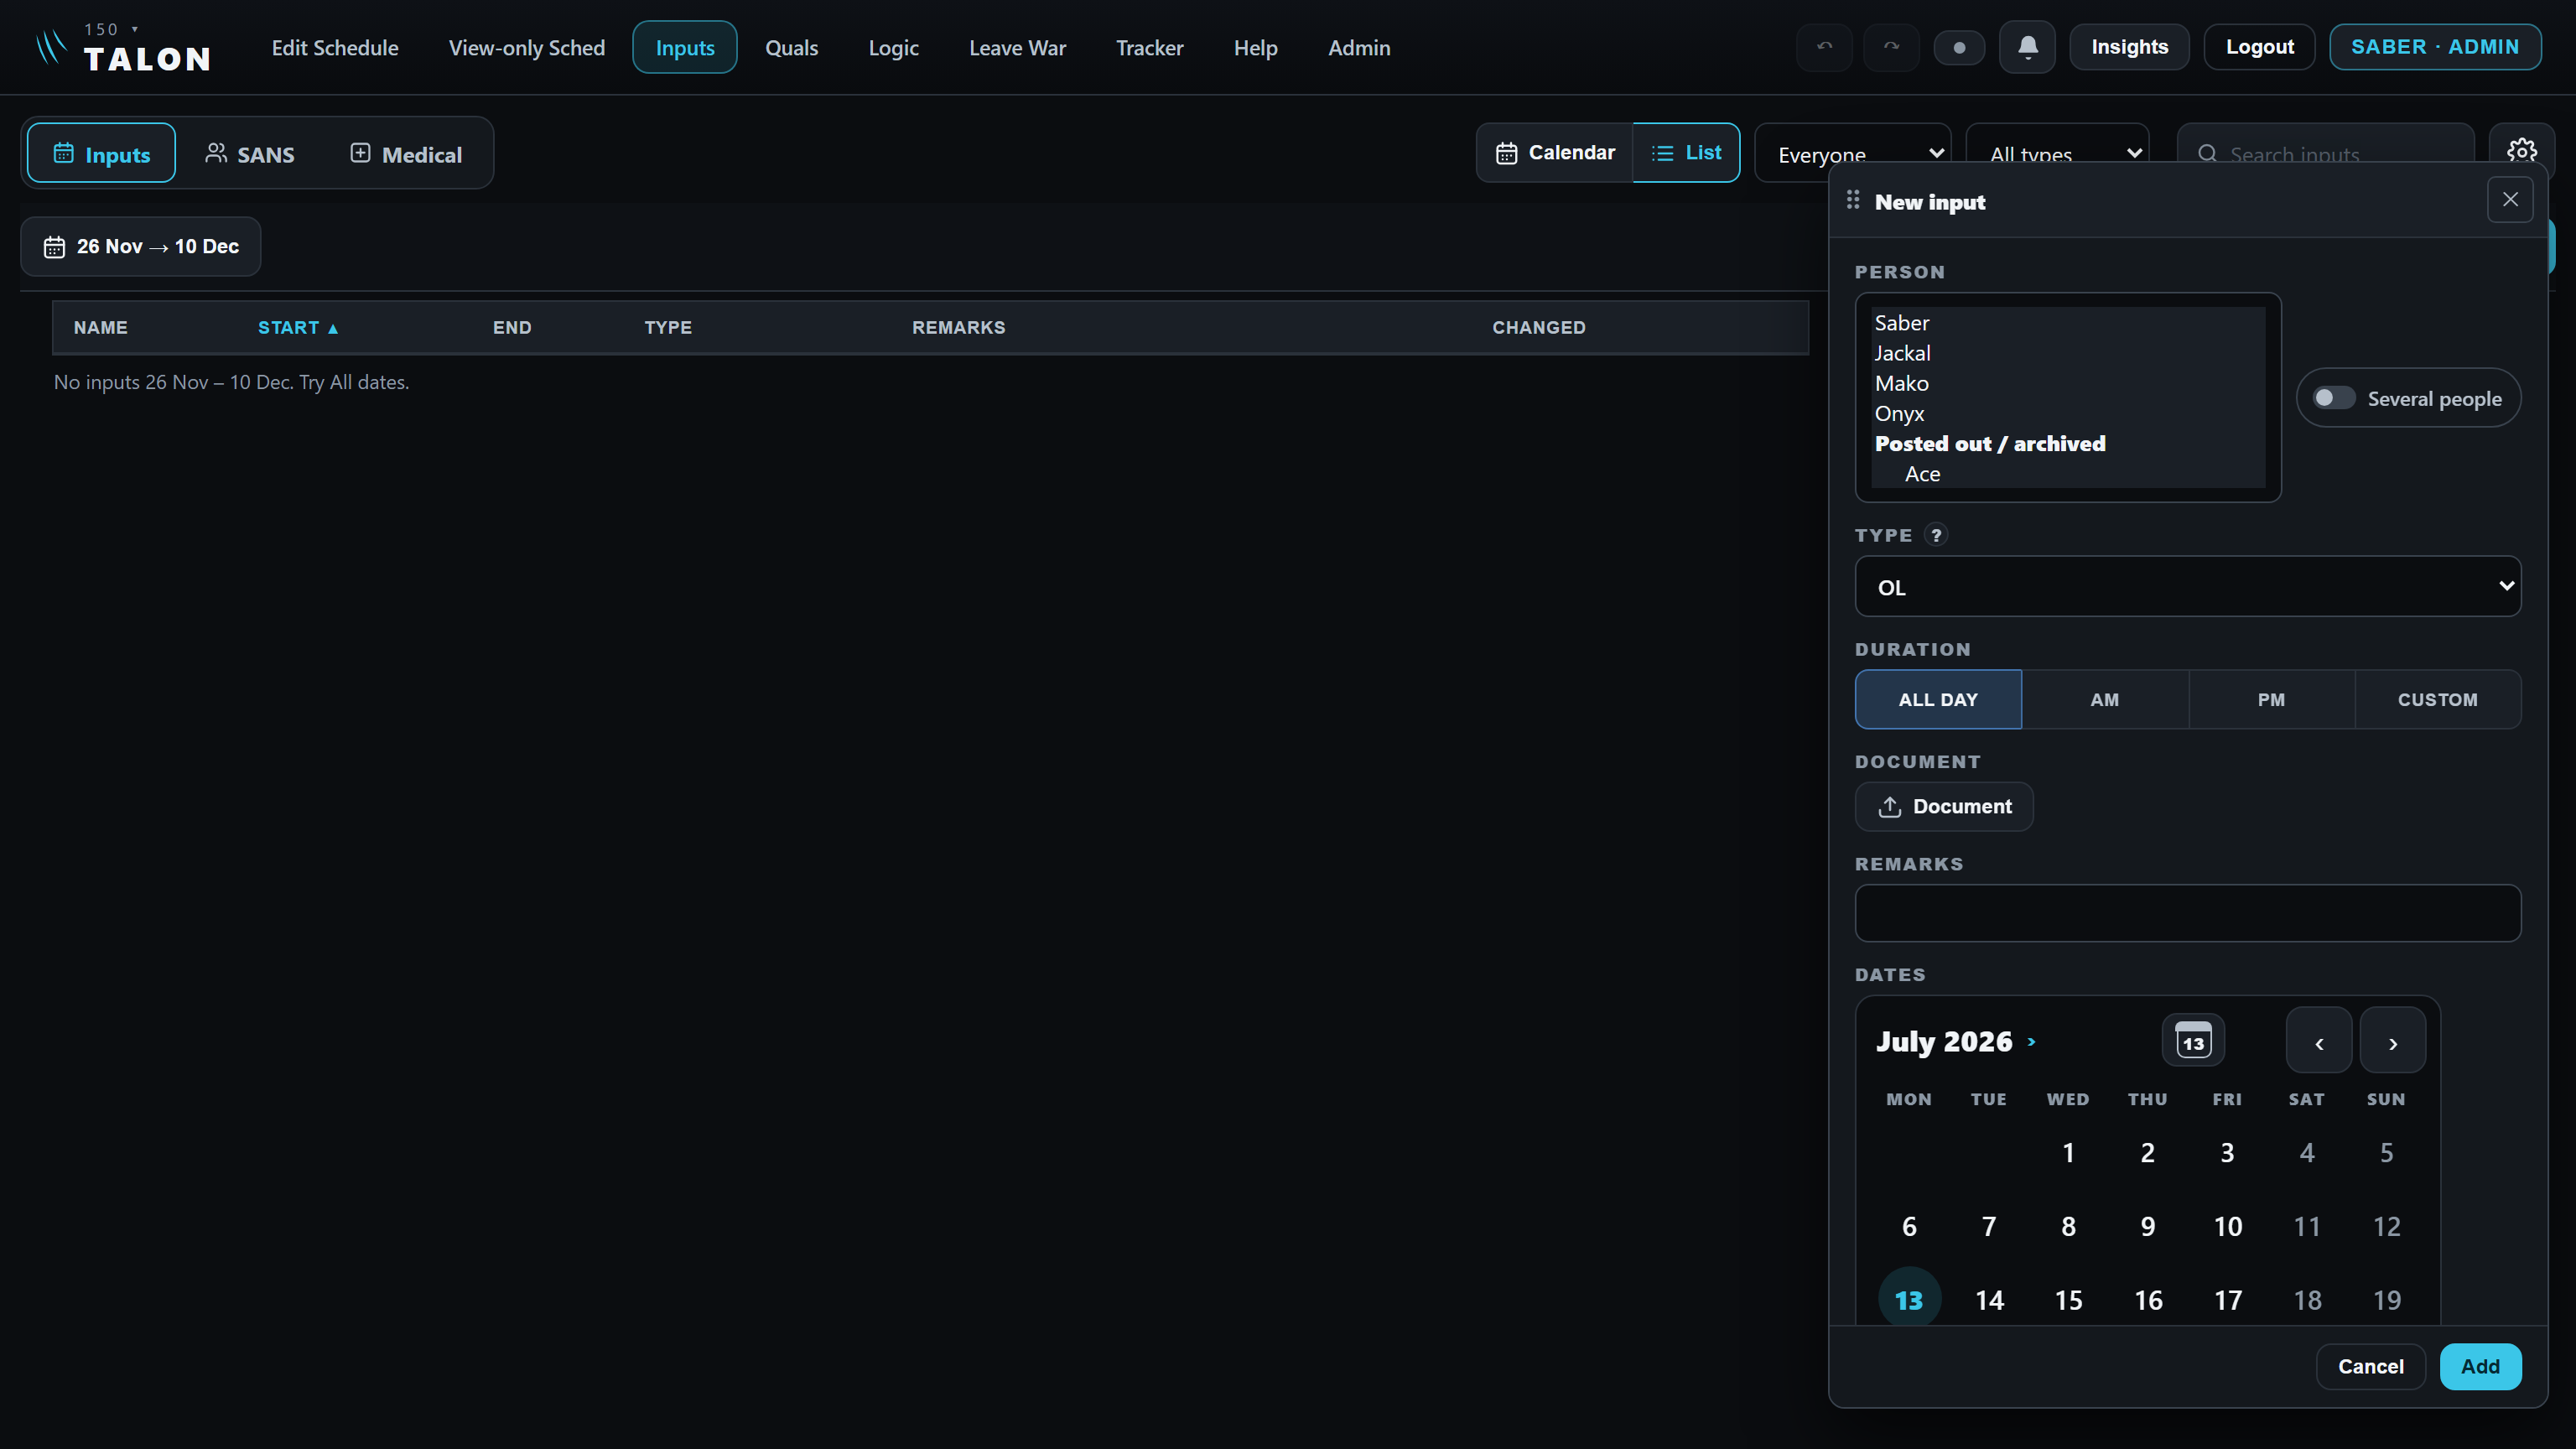 150 ▾
TALON
Edit Schedule
View-only Sched
Inputs
Quals
Logic
Leave War
Tracker
Help
Admin
Insights
Logout
SABER · ADMIN
Inputs
SANS
Medical
Calendar
List
Everyone
All types
Search inputs
26 Nov → 10 Dec
NAME START ▲ END TYPE REMARKS CHANGED
No inputs 26 Nov – 10 Dec. Try All dates.
New input
PERSON
Saber
Jackal
Mako
Onyx
Posted out / archived
Ace
Several people
TYPE ?
OL
DURATION
ALL DAY AM PM CUSTOM
DOCUMENT
Document
REMARKS
DATES
July 2026 ›
13
‹ ›
MON TUE WED THU FRI SAT SUN
1 2 3 4 5
6 7 8 9 10 11 12
13 14 15 16 17 18 19
Cancel
Add